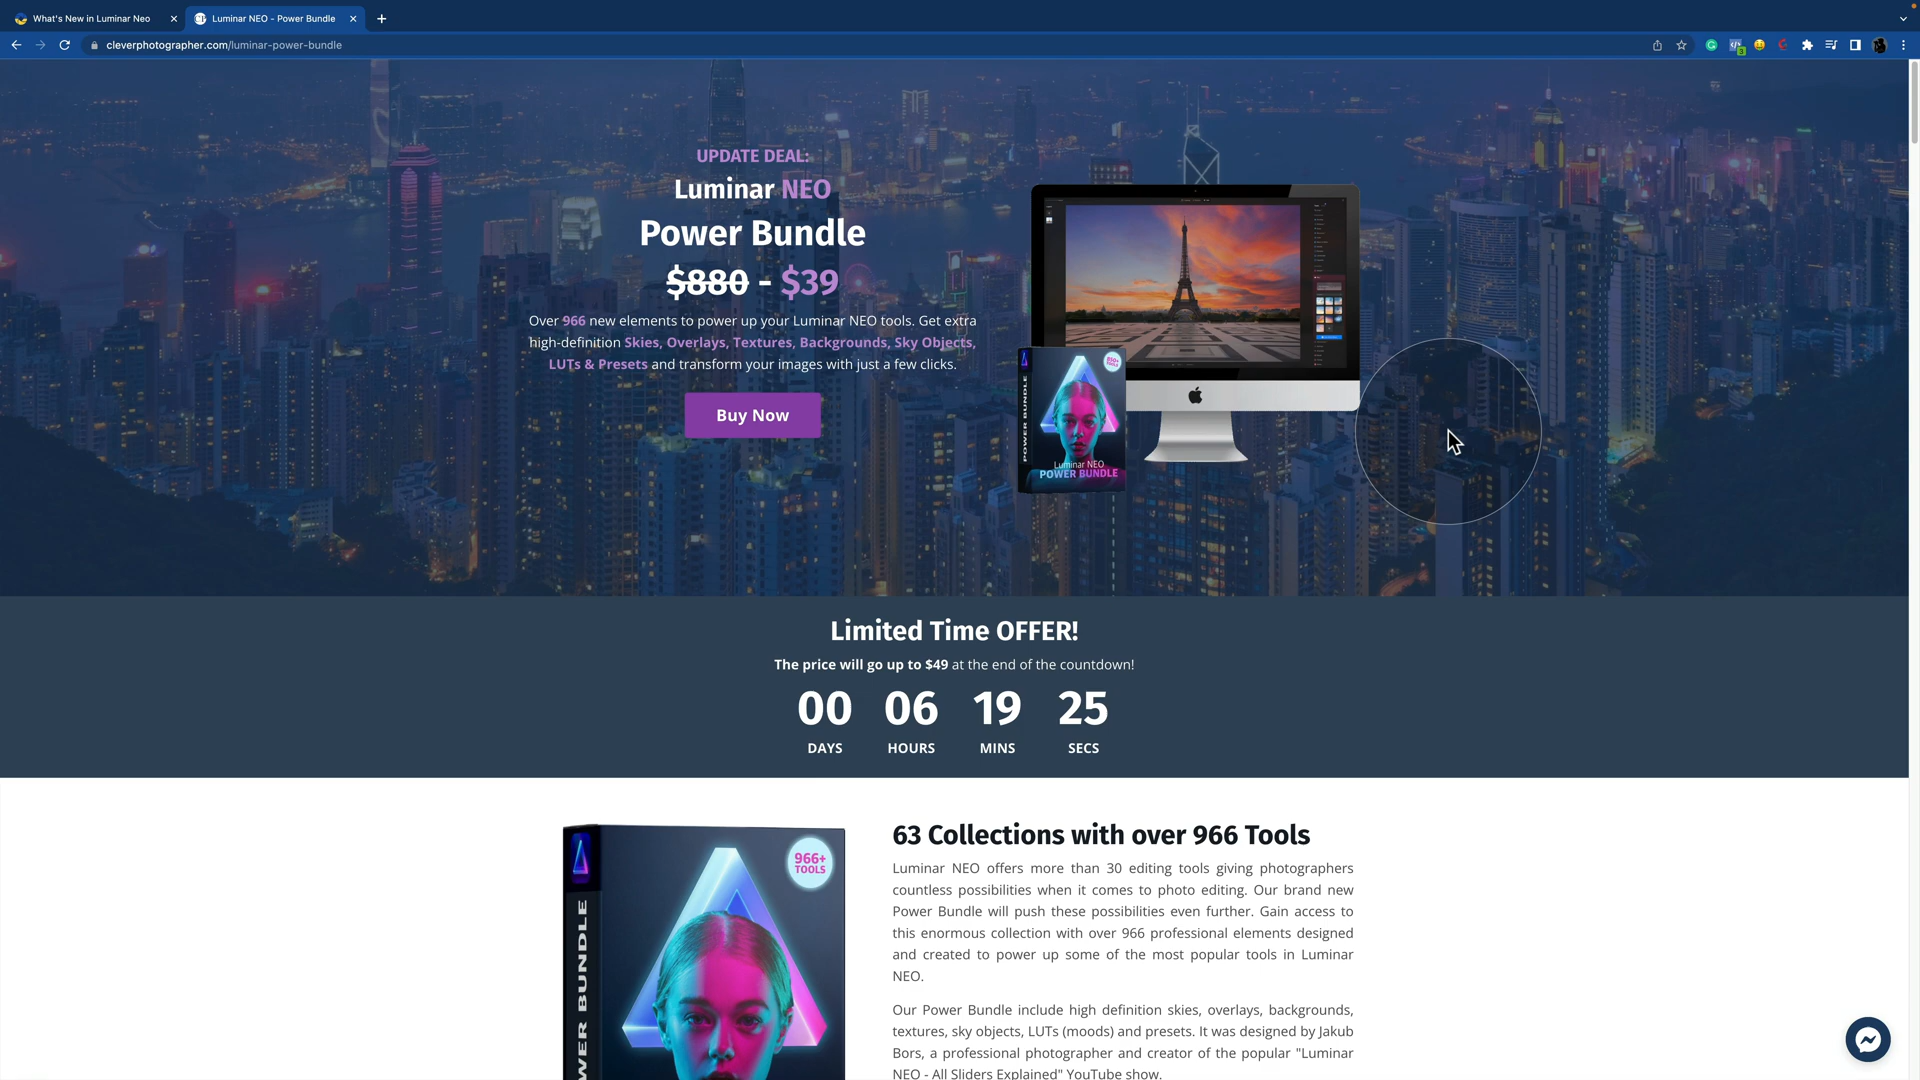 What's New in Luminar Neo
Luminar NEO - Power Bundle
cleverphotographer.com/luminar-power-bundle
UPDATE DEAL:
Luminar NEO
Power Bundle
$880 - $39
Over 966 new elements to power up your Luminar NEO tools. Get extra
high-definition Skies, Overlays, Textures, Backgrounds, Sky Objects,
LUTs & Presets and transform your images with just a few clicks.
Buy Now
850+
TOOLS
POWER BUNDLE
Luminar NEO
POWER BUNDLE
Limited Time OFFER!
The price will go up to $49 at the end of the countdown!
00 06 19 25
DAYS HOURS MINS SECS
966+
TOOLS
WER BUNDLE
63 Collections with over 966 Tools
Luminar NEO offers more than 30 editing tools giving photographers
countless possibilities when it comes to photo editing. Our brand new
Power Bundle will push these possibilities even further. Gain access to
this enormous collection with over 966 professional elements designed
and created to power up some of the most popular tools in Luminar
NEO.
Our Power Bundle include high definition skies, overlays, backgrounds,
textures, sky objects, LUTs (moods) and presets. It was designed by Jakub
Bors, a professional photographer and creator of the popular "Luminar
NEO - All Sliders Explained" YouTube show.